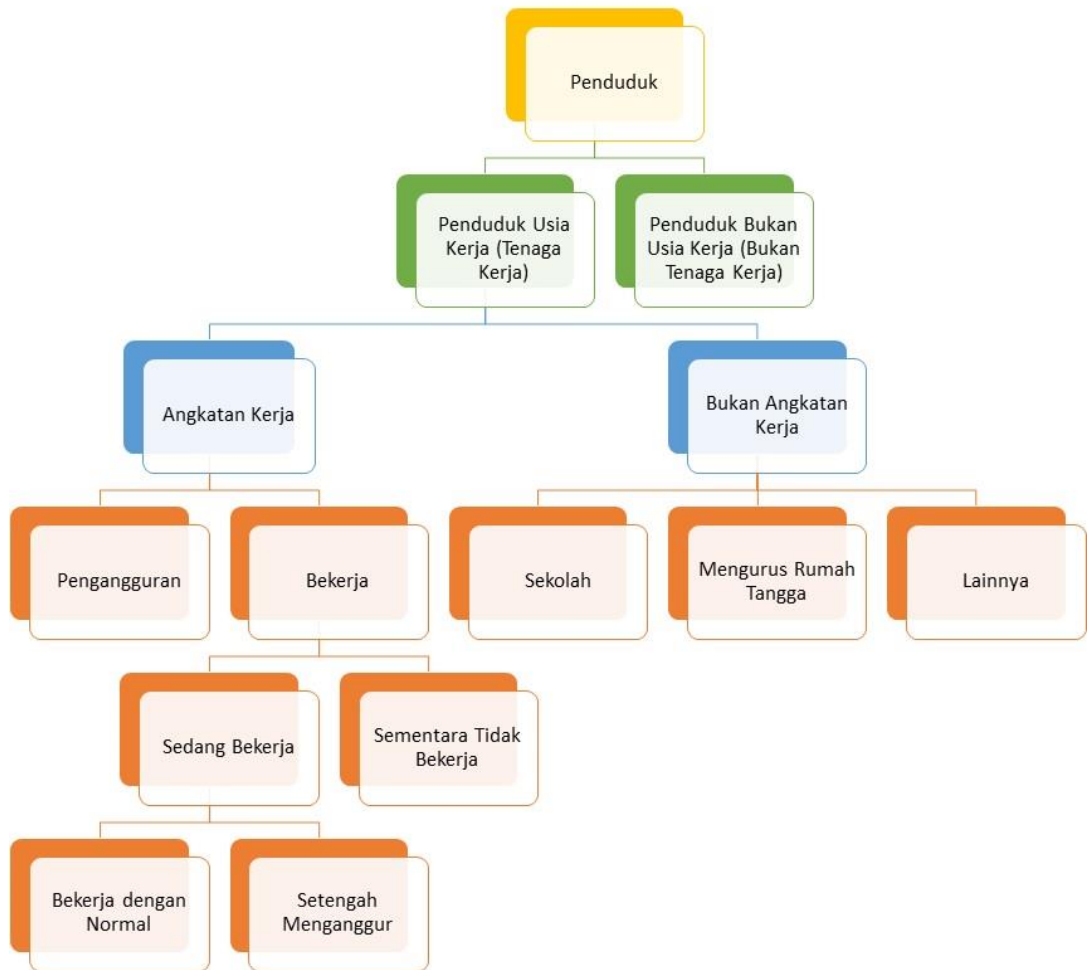 Penduduk
Penduduk Usia
Kerja (Tenaga
Kerja)
Penduduk Bukan
Usia Kerja (Bukan
Tenaga Kerja)
Angkatan Kerja
Bukan Angkatan
Kerja
Pengangguran
Bekerja
Sekolah
Mengurus Rumah
Tangga
Lainnya
Sedang Bekerja
Sementara Tidak
Bekerja
Bekerja dengan
Normal
Setengah
Menganggur